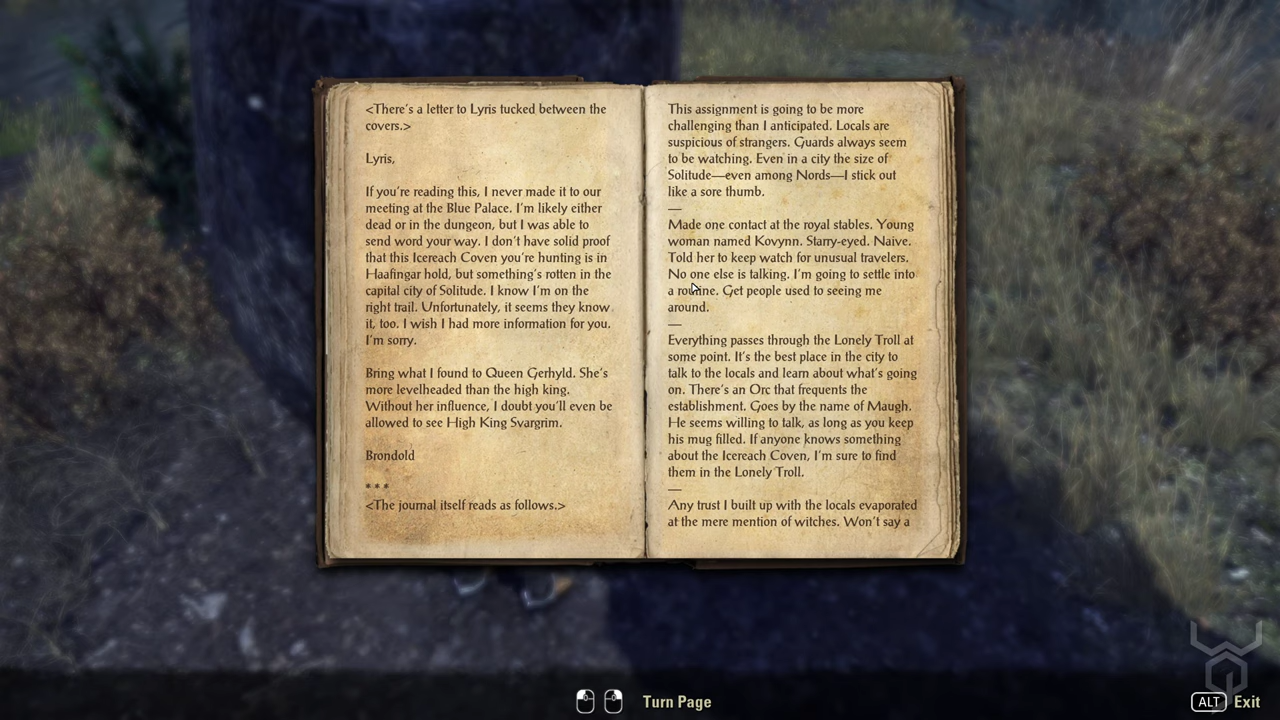 <There's a letter to Lyris tucked between the
covers.>
Lyris,
If you're reading this, I never made it to our
meeting at the Blue Palace. I'm likely either
dead or in the dungeon, but I was able to
send word your way. I don't have solid proof
that this Icereach Coven you're hunting is in
Haafingar hold, but something's rotten in the
capital city of Solitude. I know I'm on the
right trail. Unfortunately, it seems they know
it, too. I wish I had more information for you.
I'm sorry.
Bring what I found to Queen Gerhyld. She's
more levelheaded than the high king.
Without her influence, I doubt you'll even be
allowed to see High King Svargrim.
Brondold
* * *
<The journal itself reads as follows.>
This assignment is going to be more
challenging than I anticipated. Locals are
suspicious of strangers. Guards always seem
to be watching. Even in a city the size of
Solitude—even among Nords—I stick out
like a sore thumb.
—
Made one contact at the royal stables. Young
woman named Kovynn. Starry-eyed. Naive.
Told her to keep watch for unusual travelers.
No one else is talking. I'm going to settle into
a routine. Get people used to seeing me
around.
—
Everything passes through the Lonely Troll at
some point. It's the best place in the city to
talk to the locals and learn about what's going
on. There's an Orc that frequents the
establishment. Goes by the name of Maugh.
He seems willing to talk, as long as you keep
his mug filled. If anyone knows something
about the Icereach Coven, I'm sure to find
them in the Lonely Troll.
—
Any trust I built up with the locals evaporated
at the mere mention of witches. Won't say a
Turn Page
ALT Exit